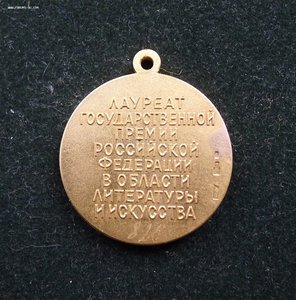 ЛАУРЕАТ
ГОСУДАРСТВЕННОЙ
ПРЕМИИ
РОССИЙСКОЙ
ФЕДЕРАЦИИ
В ОБЛАСТИ
ЛИТЕРАТУРЫ
И ИСКУССТВА